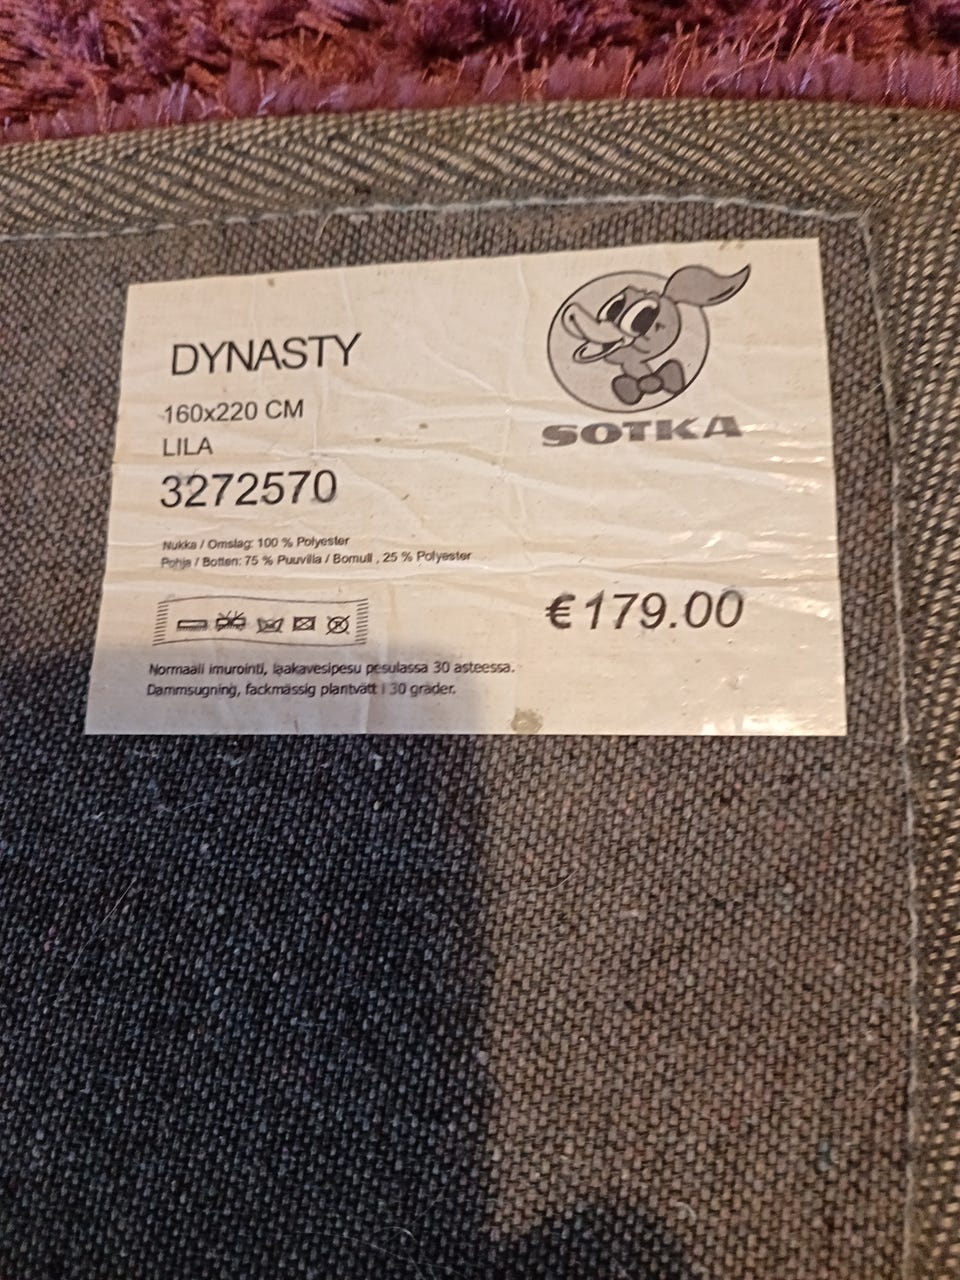 DYNASTY
SOTKA
160x220 CM
LILA
3272570
Nukka / Omslag: 100 % Polyester
Pohja / Botten: 75 % Puuvilla / Bomull , 25 % Polyester
€179.00
Normaali imurointi, laakavesipesu pesulassa 30 asteessa.
Dammsugning, fackmässig plantvätt i 30 grader.